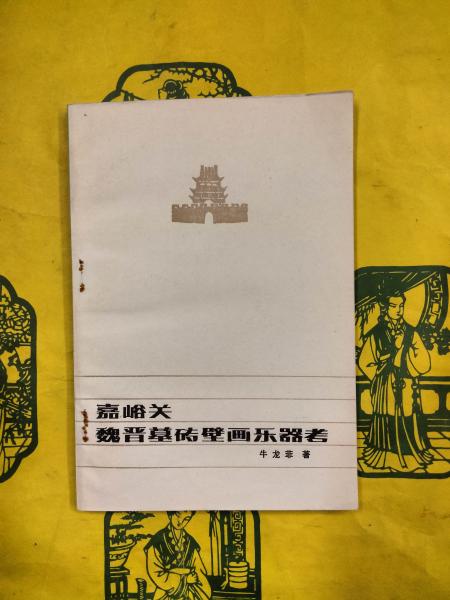 嘉峪关
魏晋墓砖壁画乐器考
牛龙菲 著